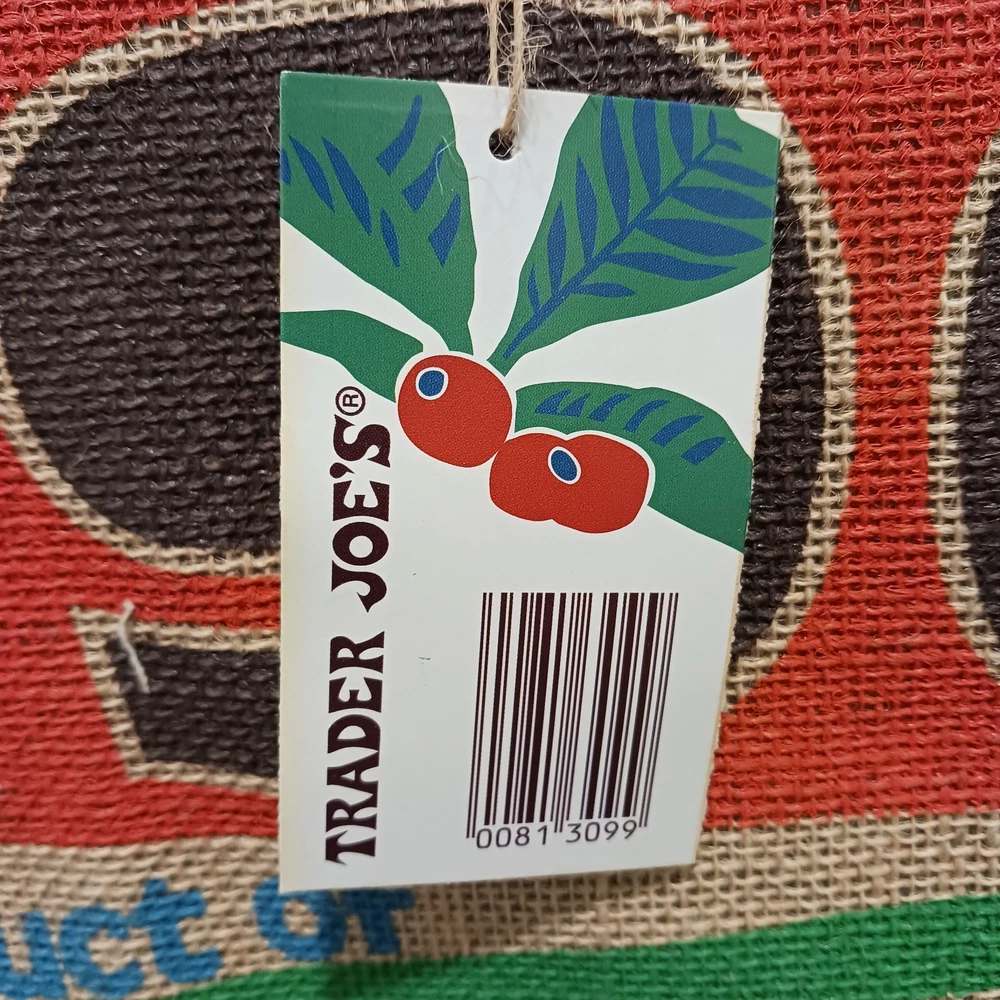 TRADER JOE'S®
0081 3099
uct of